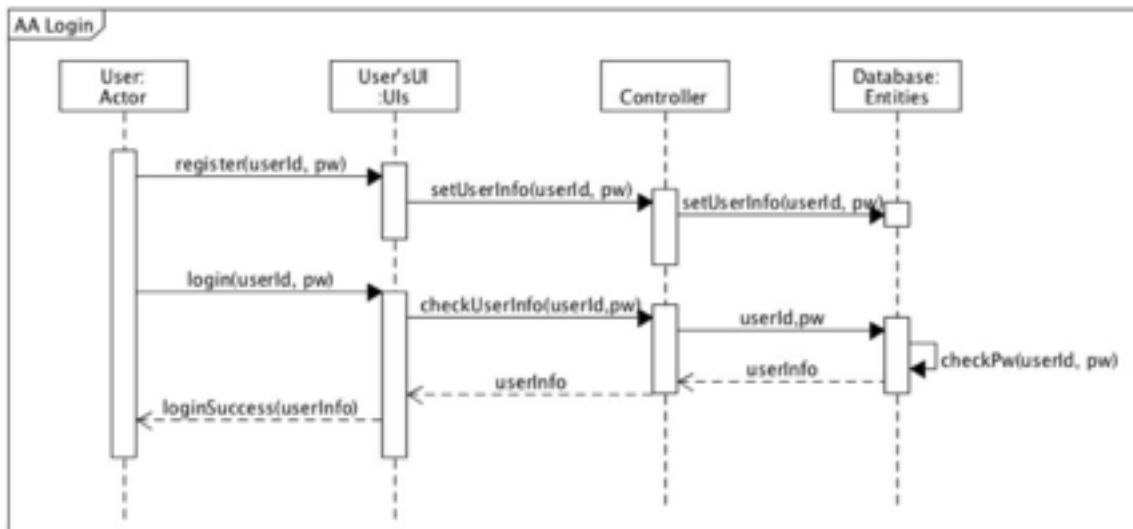 AA Login
User:
Actor
User'sUI
:UIs
Controller
Database:
Entities
register(userId, pw)
setUserInfo(userId, pw)
setUserInfo(userId, pw)
login(userId, pw)
checkUserInfo(userId,pw)
userId,pw
checkPw(userId, pw)
userInfo
userInfo
loginSuccess(userInfo)